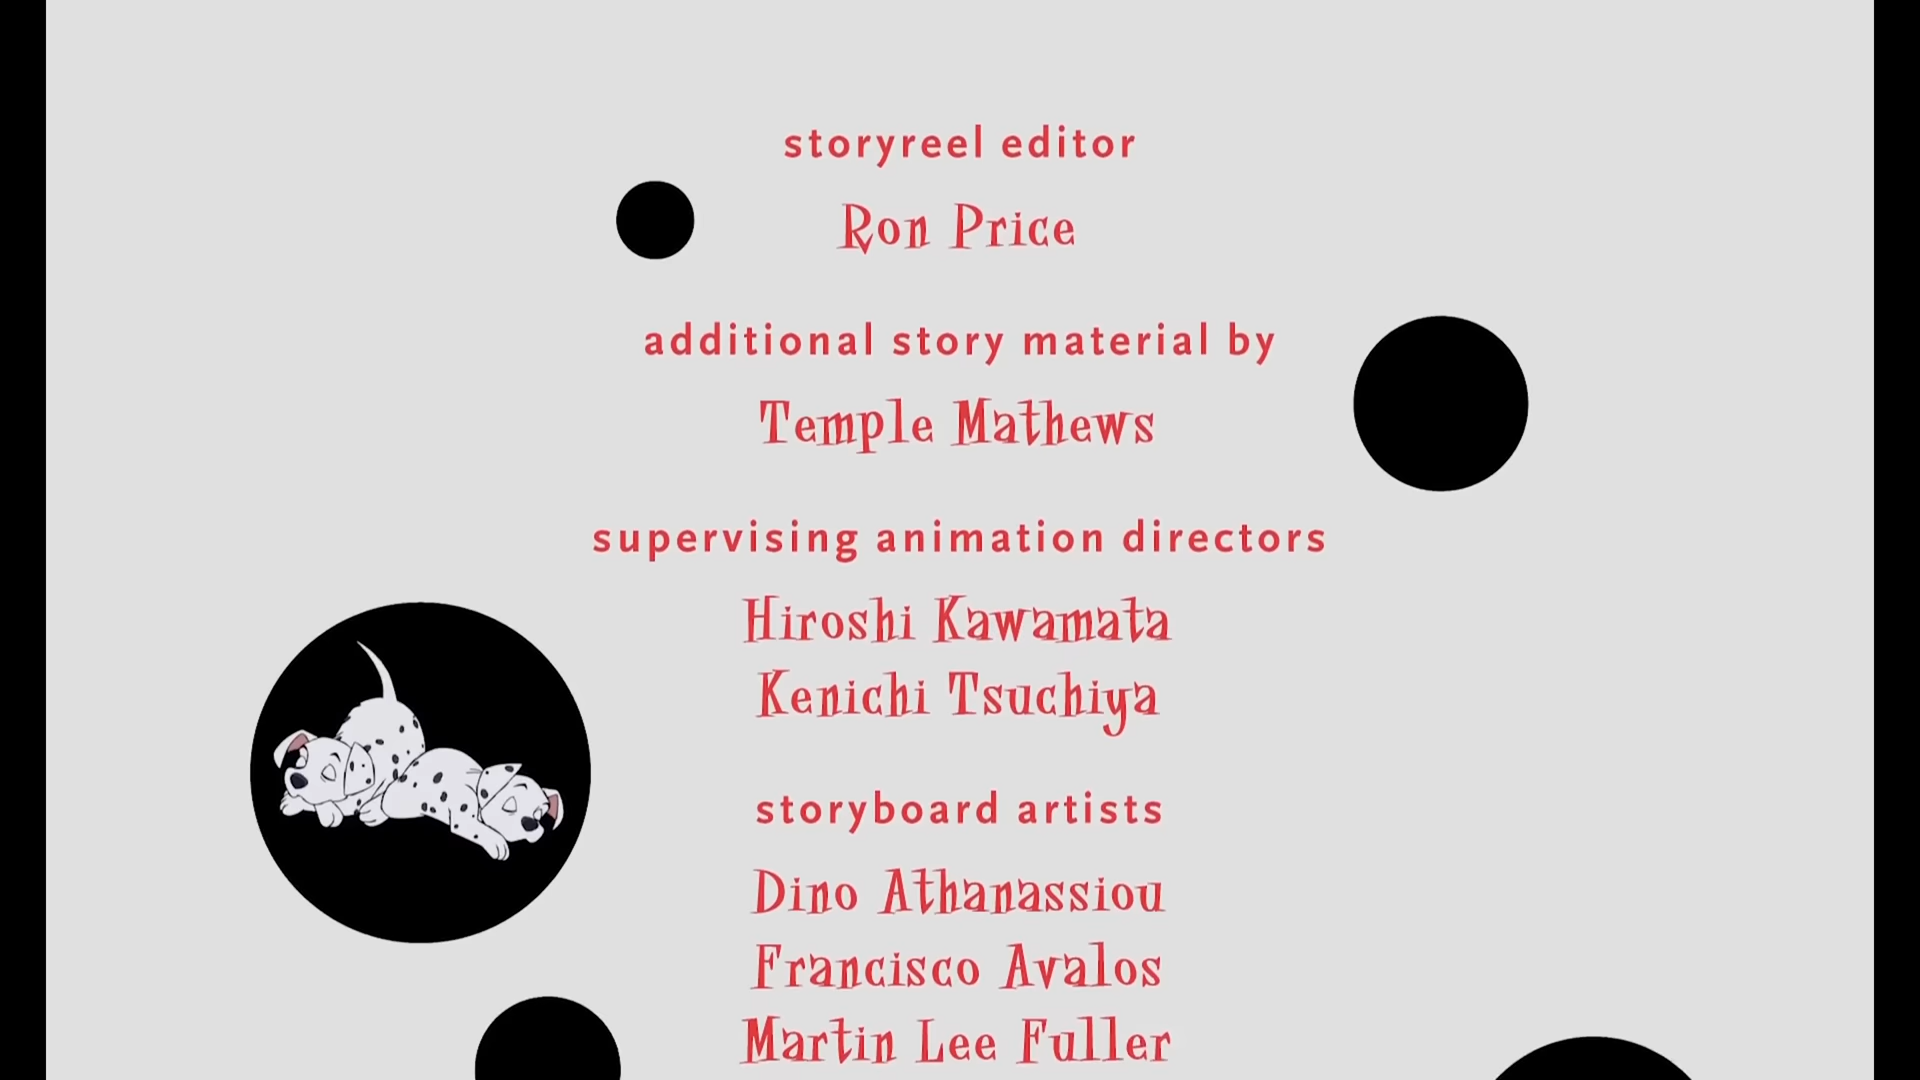 storyreel editor
Ron Price
additional story material by
Temple Mathews
supervising animation directors
Hiroshi Kawamata
Kenichi Tsuchiya
storyboard artists
Dino Athanassiou
Francisco Avalos
Martin Lee Fuller